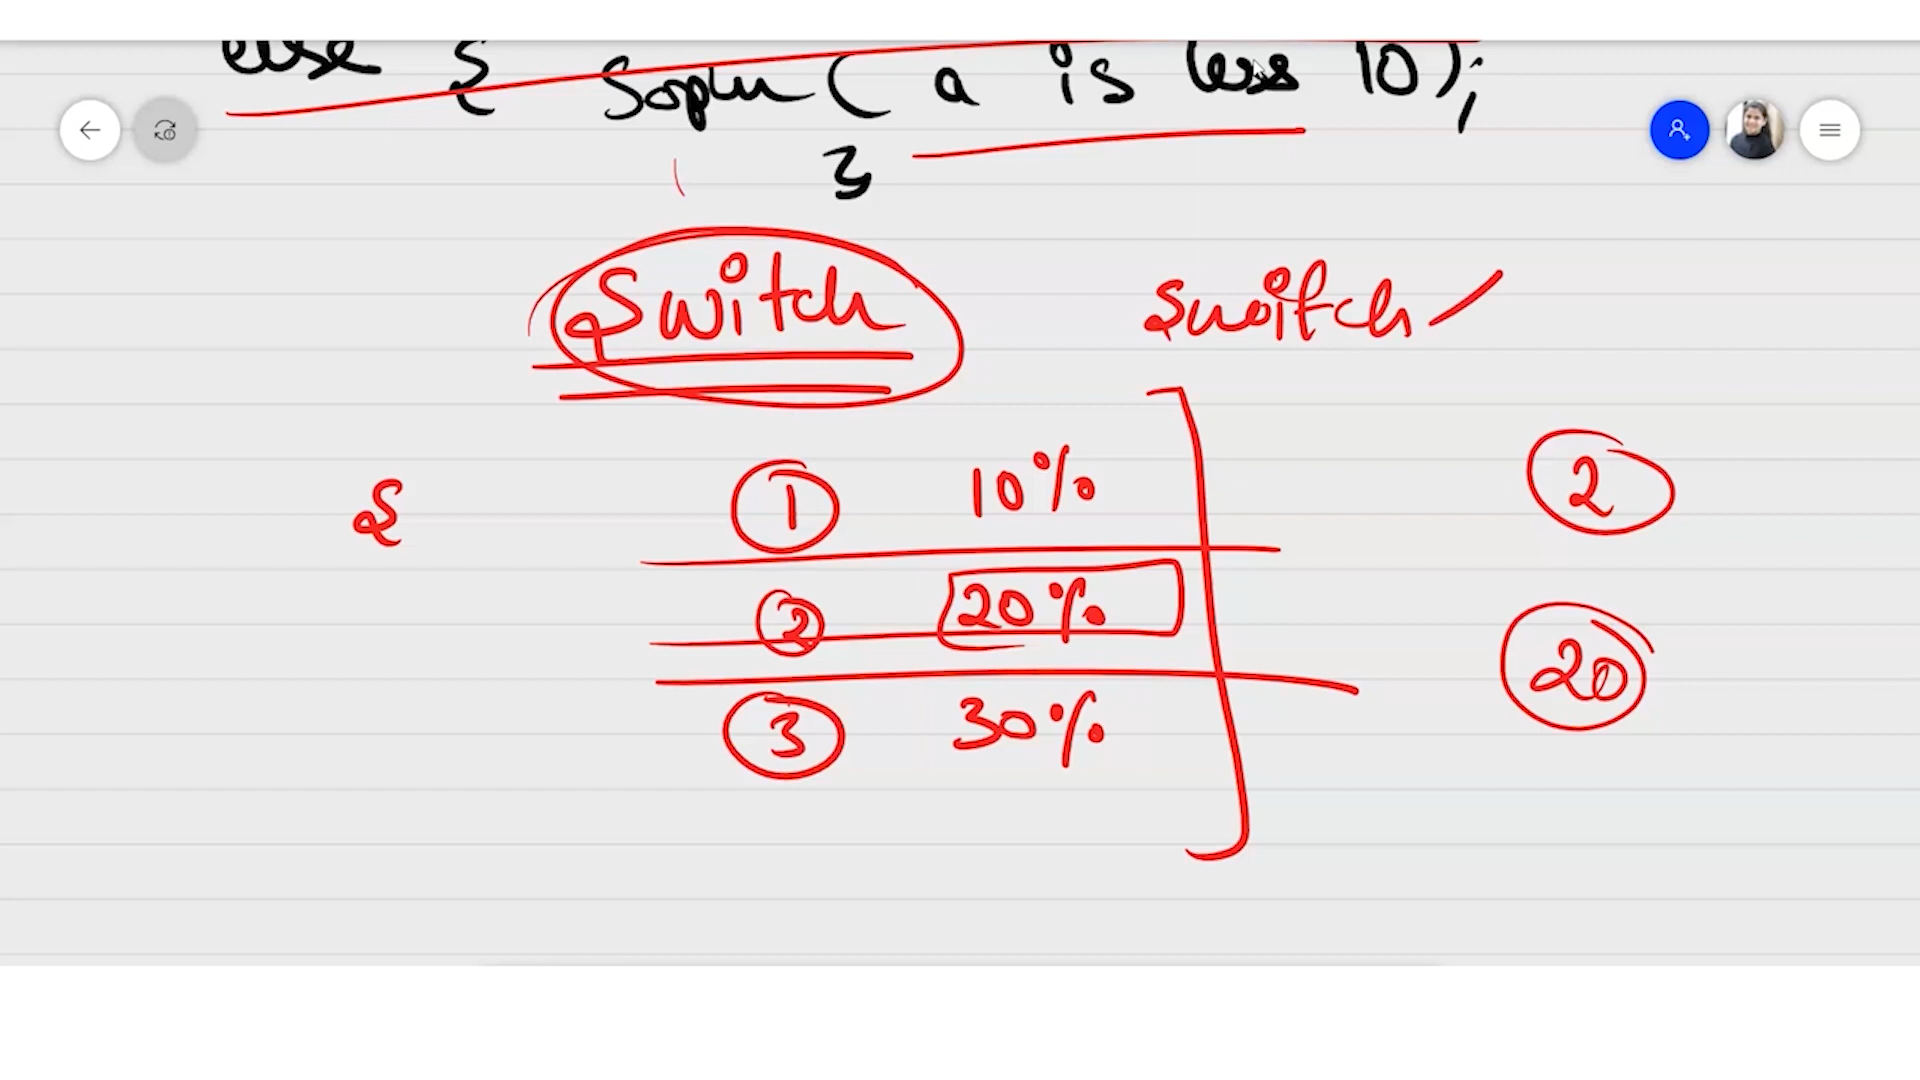 else { Sopln ( a is less 10);
}
Switch switch
S 1 10% 2
2 20%
3 30% 20